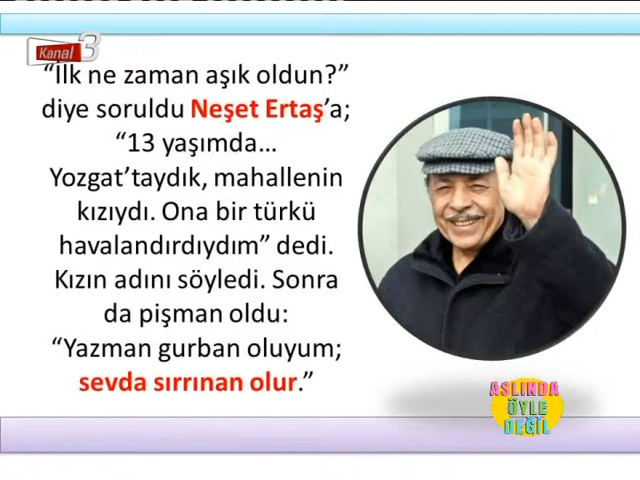 Kanal 3
“İlk ne zaman aşık oldun?”
diye soruldu Neşet Ertaş’a;
“13 yaşımda...
Yozgat’taydık, mahallenin
kızıydı. Ona bir türkü
havalandırdıydım” dedi.
Kızın adını söyledi. Sonra
da pişman oldu:
“Yazman gurban oluyum;
sevda sırrınan olur.”
ASLINDA
ÖYLE
DEĞİL